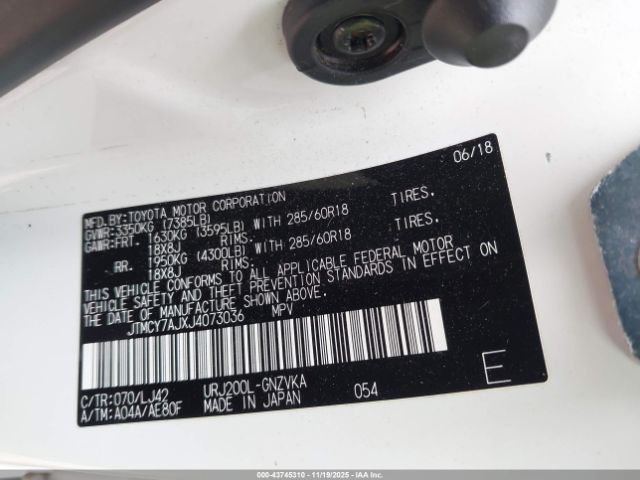 06/18
MFD. BY:TOYOTA MOTOR CORPORATION
GVWR:3350KG (7385LB)
GAWR:FRT. 1630KG (3595LB) WITH 285/60R18 TIRES.
18X8J RIMS.
RR. 1950KG (4300LB) WITH 285/60R18 TIRES.
18X8J RIMS.
THIS VEHICLE CONFORMS TO ALL APPLICABLE FEDERAL MOTOR
VEHICLE SAFETY AND THEFT PREVENTION STANDARDS IN EFFECT ON
DATE OF MANUFACTURE SHOWN ABOVE.
JTMCY7AJXJ4073036 MPV
C/TR:070/LJ42 URJ200L-GNZVKA
A/TM:A04A/AE80F MADE IN JAPAN 054 E
000-43745310 - 11/19/2025 - IAAI.COM